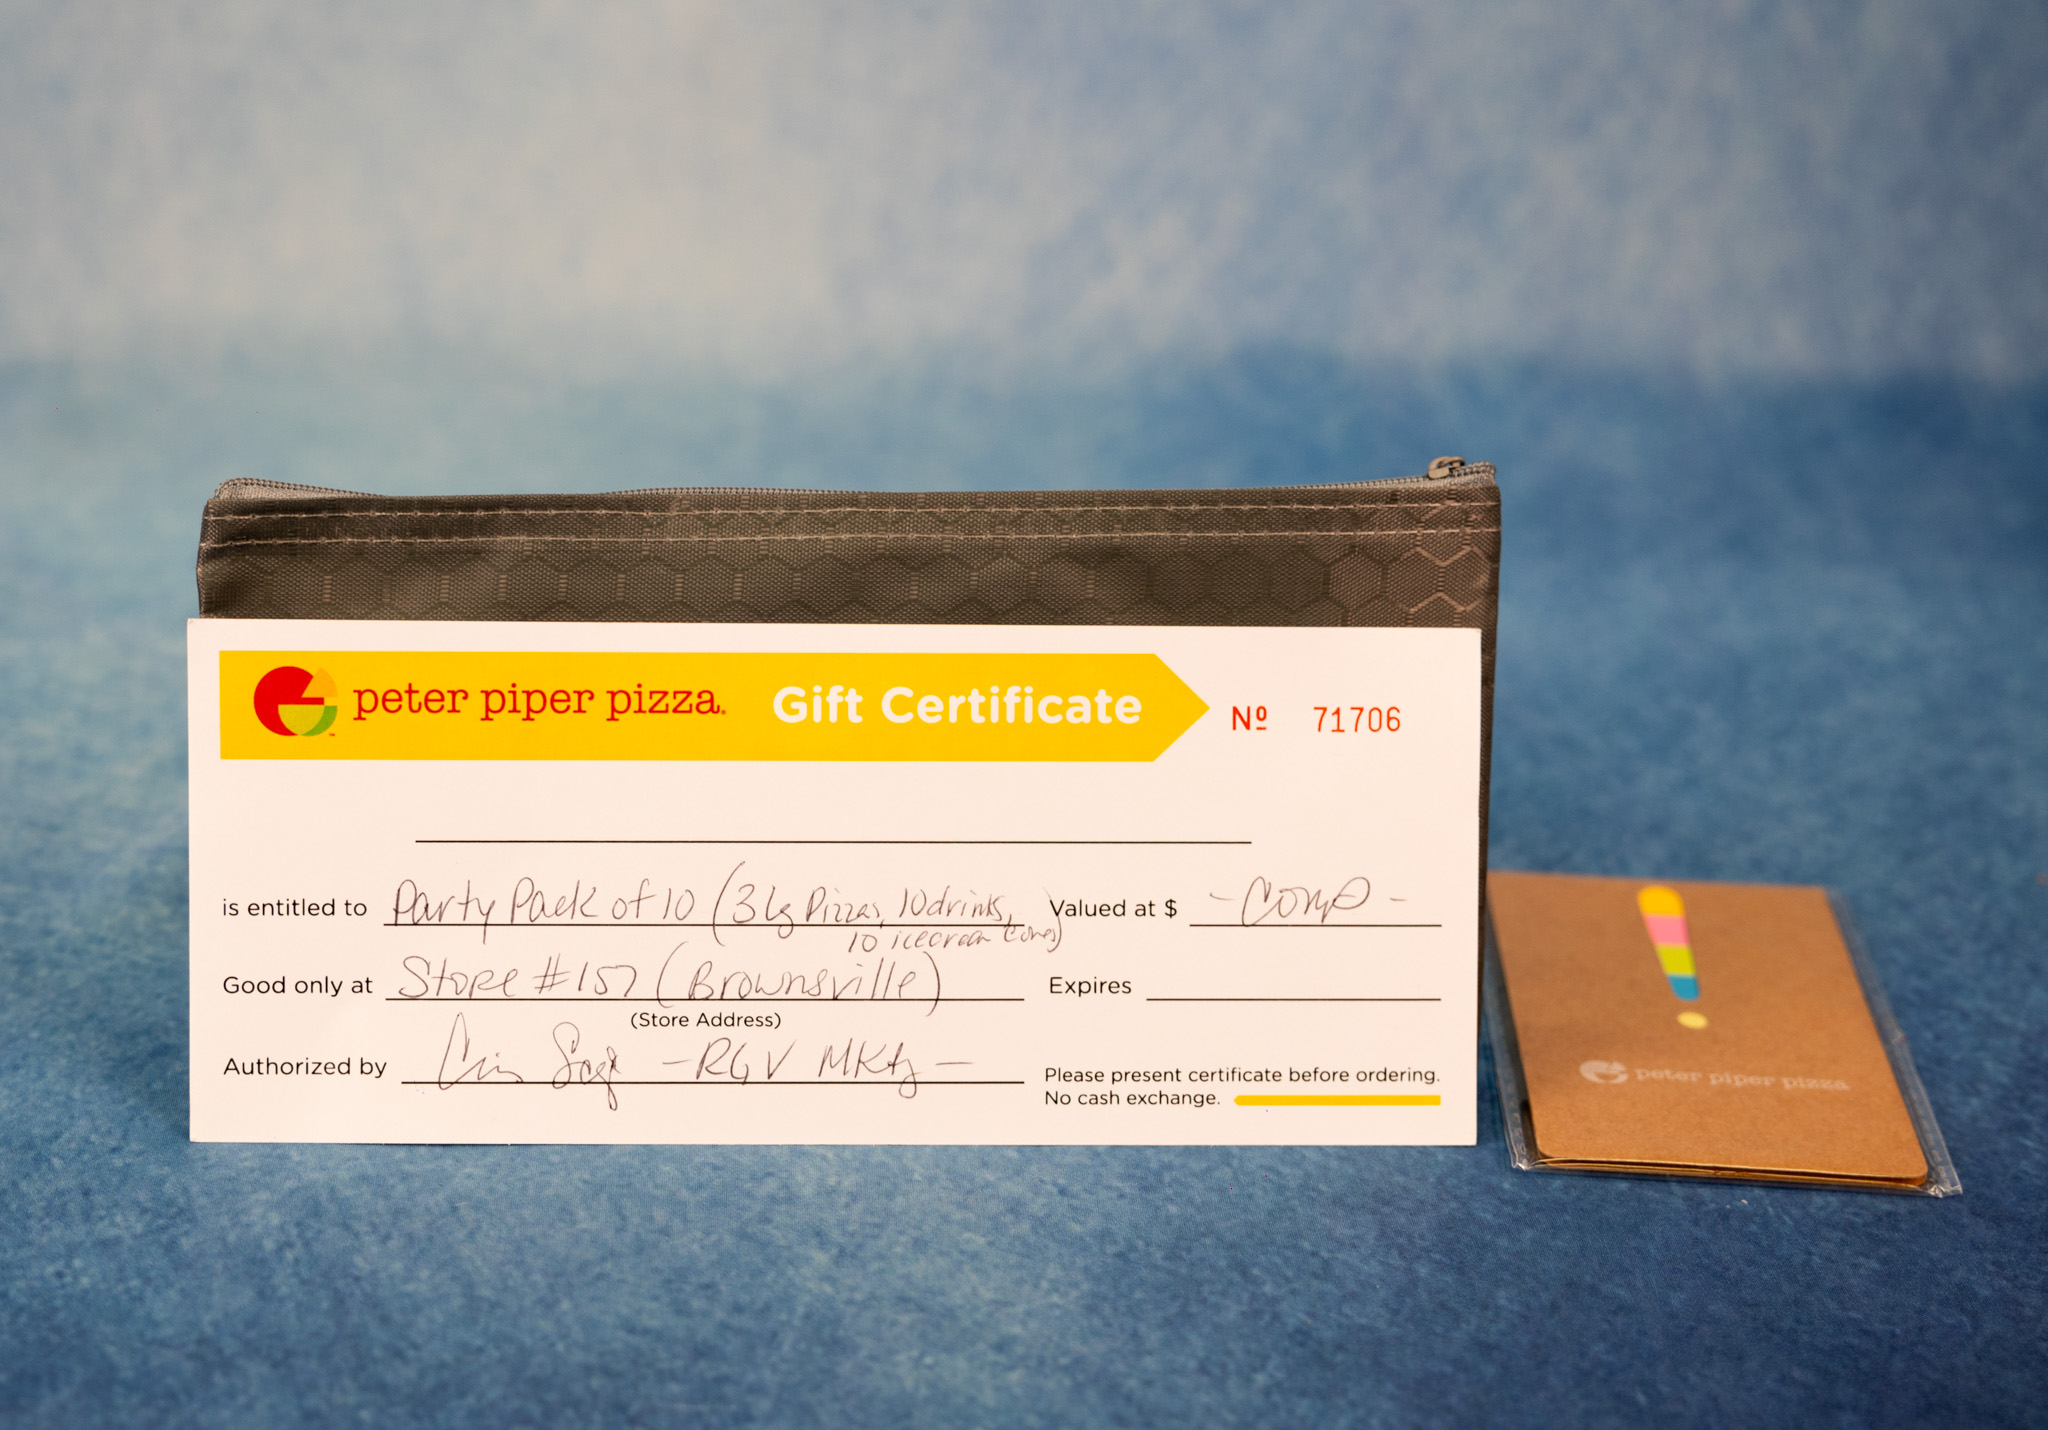 peter piper pizza. Gift Certificate Nº 71706
is entitled to Party Pack of 10 (3 Lg Pizzas, 10 drinks, Valued at $ - Comp -
10 icecream cones)
Good only at Store #157 (Brownsville) Expires
(Store Address)
Authorized by - RGV MKtg -
Please present certificate before ordering.
No cash exchange.
peter piper pizza